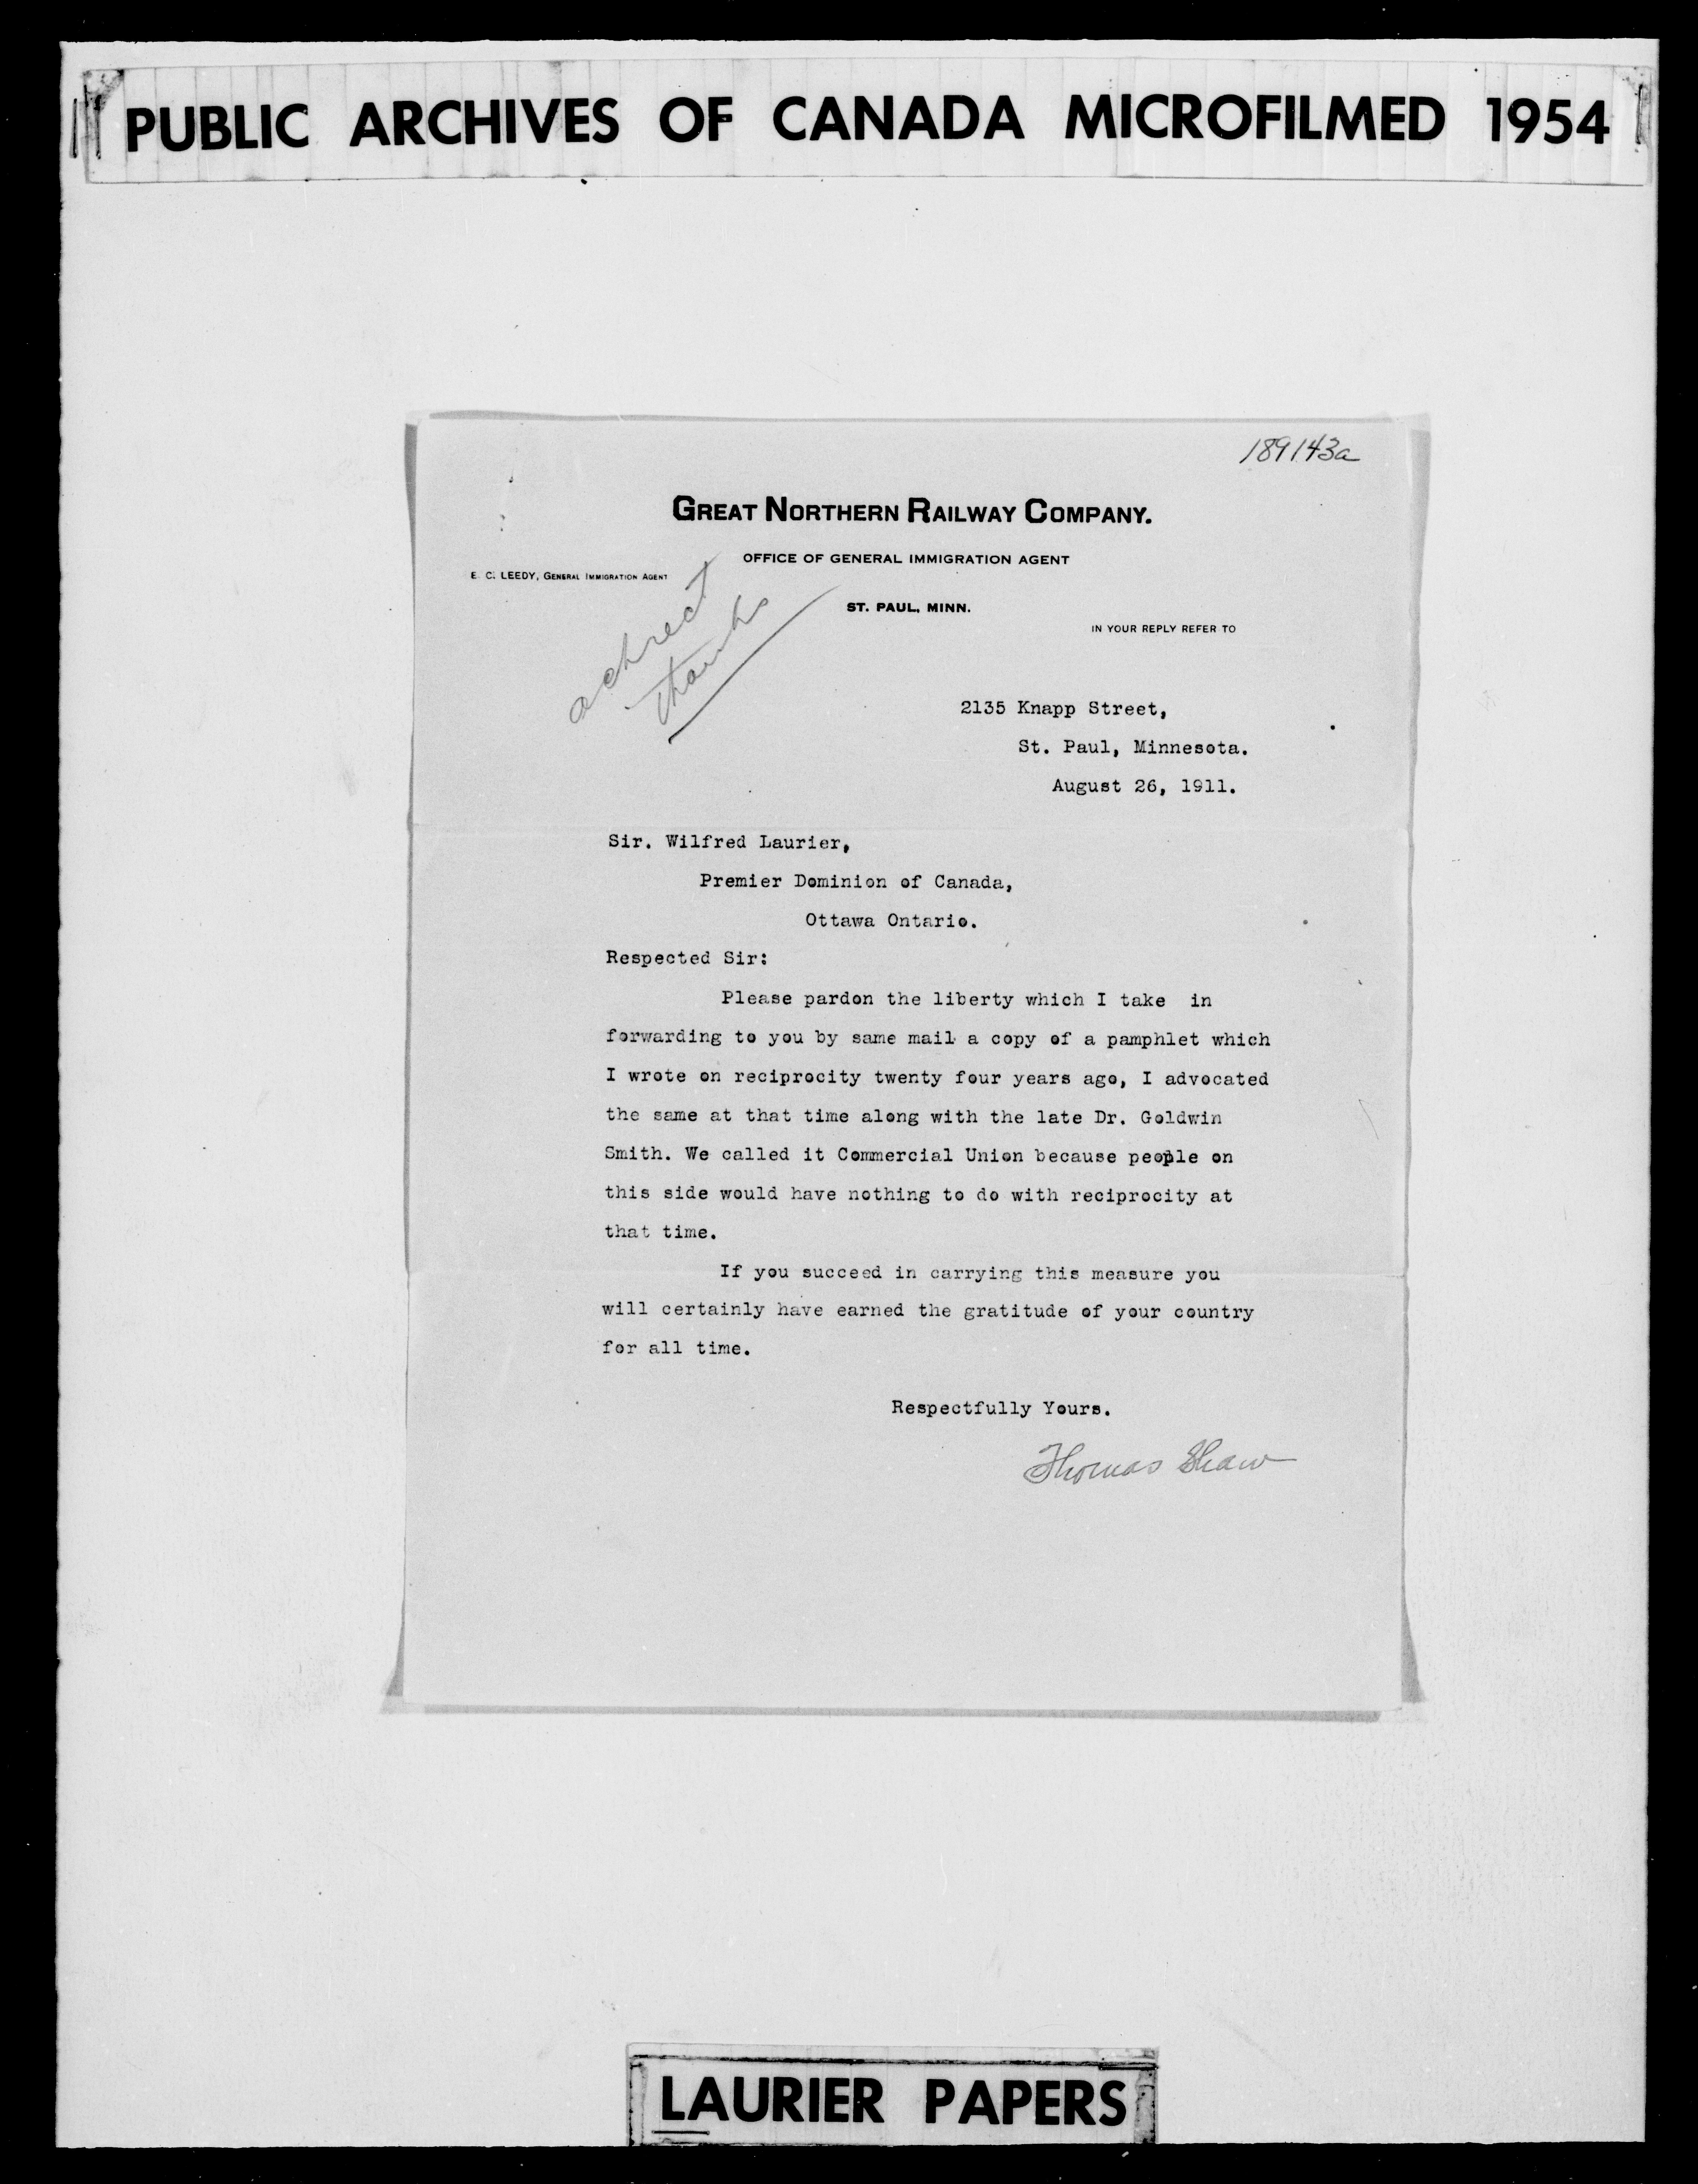 PUBLIC ARCHIVES OF CANADA MICROFILMED 1954
189143a
GREAT NORTHERN RAILWAY COMPANY.
OFFICE OF GENERAL IMMIGRATION AGENT
E. C. LEEDY, GENERAL IMMIGRATION AGENT
ST. PAUL, MINN.
IN YOUR REPLY REFER TO
ack rect
thanks
2135 Knapp Street,
St. Paul, Minnesota.
August 26, 1911.
Sir. Wilfred Laurier,
Premier Dominion of Canada,
Ottawa Ontario.
Respected Sir:
Please pardon the liberty which I take in
forwarding to you by same mail a copy of a pamphlet which
I wrote on reciprocity twenty four years ago, I advocated
the same at that time along with the late Dr. Goldwin
Smith. We called it Commercial Union because people on
this side would have nothing to do with reciprocity at
that time.
If you succeed in carrying this measure you
will certainly have earned the gratitude of your country
for all time.
Respectfully Yours.
Thomas Shaw
LAURIER PAPERS